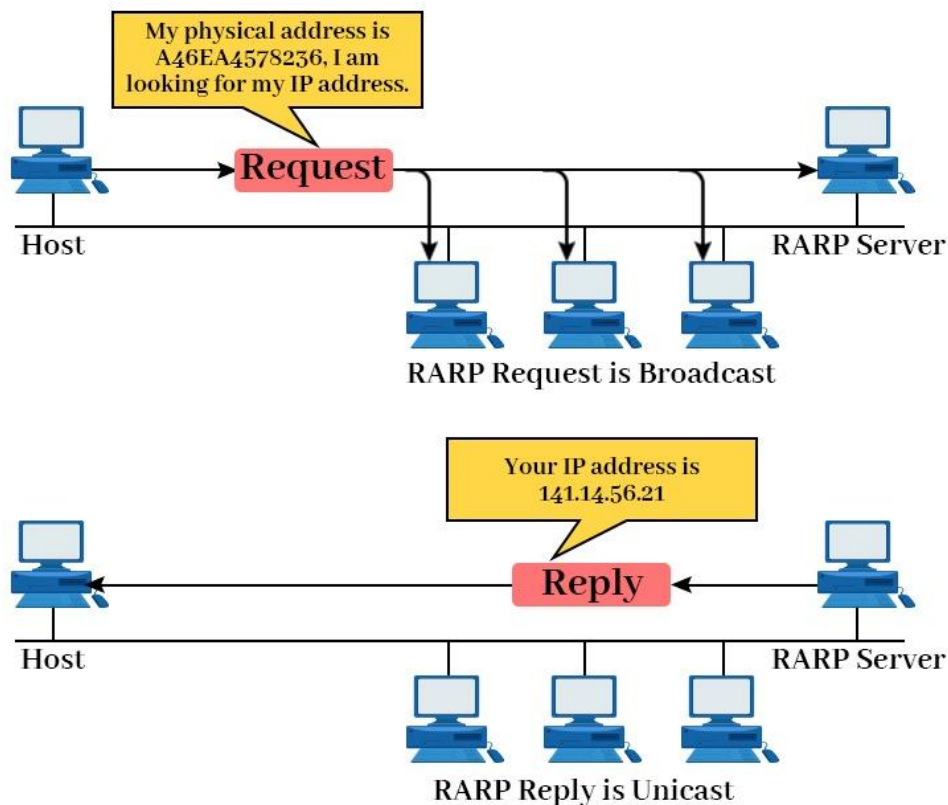 My physical address is
A46EA4578236, I am
looking for my IP address.
Request
Host
RARP Server
RARP Request is Broadcast
Your IP address is
141.14.56.21
Reply
Host
RARP Server
RARP Reply is Unicast